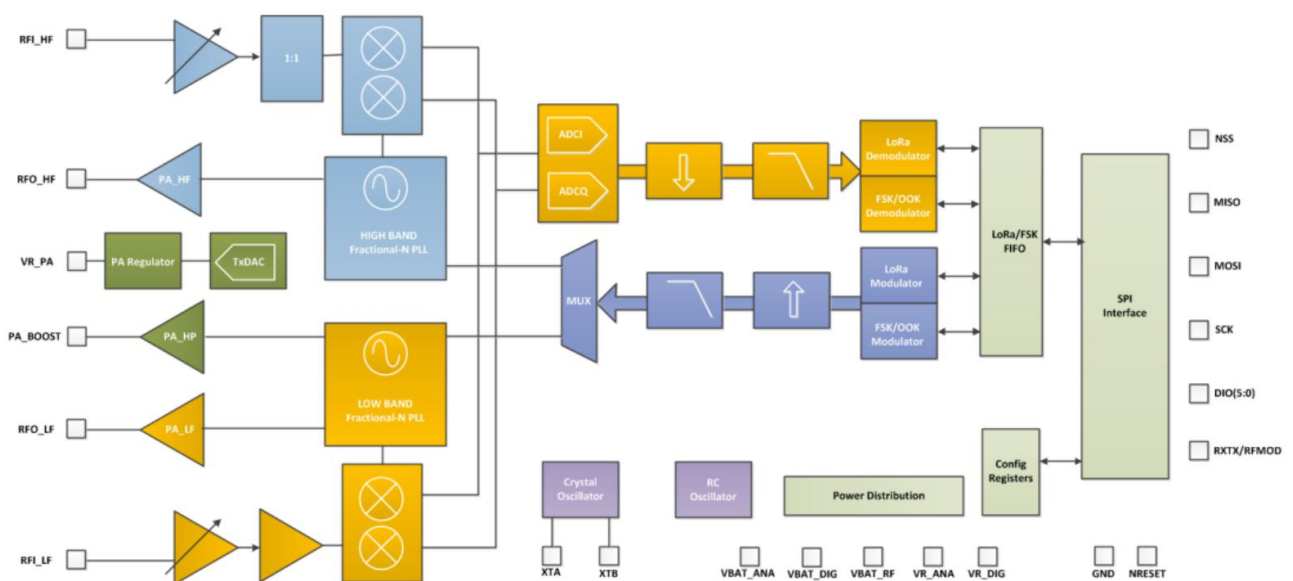 RFI_HF
1:1
RFO_HF
PA_HF
HIGH BAND
Fractional-N PLL
VR_PA
PA Regulator
TxDAC
PA_BOOST
PA_HP
LOW BAND
Fractional-N PLL
RFO_LF
PA_LF
RFI_LF
ADCI
ADCQ
MUX
LoRa
Demodulator
FSK/OOK
Demodulator
LoRa
Modulator
FSK/OOK
Modulator
LoRa/FSK
FIFO
SPI
Interface
Config
Registers
NSS
MISO
MOSI
SCK
DIO(5:0)
RXTX/RFMOD
Crystal
Oscillator
RC
Oscillator
Power Distribution
XTA
XTB
VBAT_ANA
VBAT_DIG
VBAT_RF
VR_ANA
VR_DIG
GND
NRESET